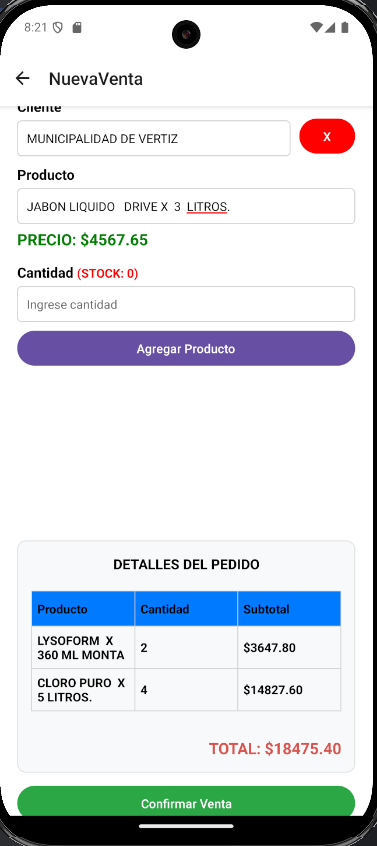 8:21
NuevaVenta
Cliente
MUNICIPALIDAD DE VERTIZ
X
Producto
JABON LIQUIDO   DRIVE X  3  LITROS.
PRECIO: $4567.65
Cantidad (STOCK: 0)
Ingrese cantidad
Agregar Producto
DETALLES DEL PEDIDO
Producto Cantidad Subtotal
LYSOFORM  X
360 ML MONTA 2 $3647.80
CLORO PURO  X
5 LITROS. 4 $14827.60
TOTAL: $18475.40
Confirmar Venta